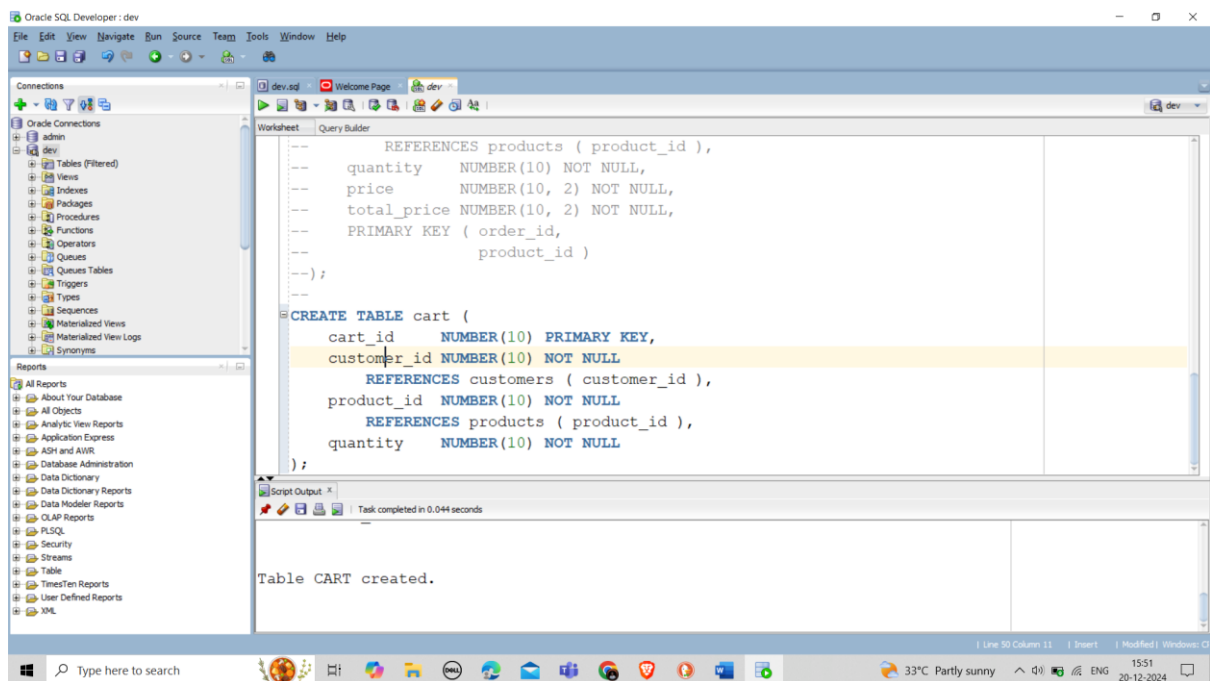 Oracle SQL Developer : dev
File Edit View Navigate Run Source Team Tools Window Help
Connections
Oracle Connections
admin
dev
Tables (Filtered)
Views
Indexes
Packages
Procedures
Functions
Operators
Queues
Queues Tables
Triggers
Types
Sequences
Materialized Views
Materialized View Logs
Synonyms
Reports
All Reports
About Your Database
All Objects
Analytic View Reports
Application Express
ASH and AWR
Database Administration
Data Dictionary
Data Dictionary Reports
Data Modeler Reports
OLAP Reports
PLSQL
Security
Streams
Table
TimesTen Reports
User Defined Reports
XML
dev.sql Welcome Page dev
dev
Worksheet Query Builder
-- REFERENCES products ( product_id ),
-- quantity NUMBER(10) NOT NULL,
-- price NUMBER(10, 2) NOT NULL,
-- total_price NUMBER(10, 2) NOT NULL,
-- PRIMARY KEY ( order_id,
-- product_id )
--);
--
CREATE TABLE cart (
cart_id NUMBER(10) PRIMARY KEY,
customer_id NUMBER(10) NOT NULL
REFERENCES customers ( customer_id ),
product_id NUMBER(10) NOT NULL
REFERENCES products ( product_id ),
quantity NUMBER(10) NOT NULL
);
Script Output
Task completed in 0.044 seconds
Table CART created.
Line 50 Column 11 | Insert | Modified | Windows: C
Type here to search
DELL
33°C Partly sunny
ENG
15:51
20-12-2024